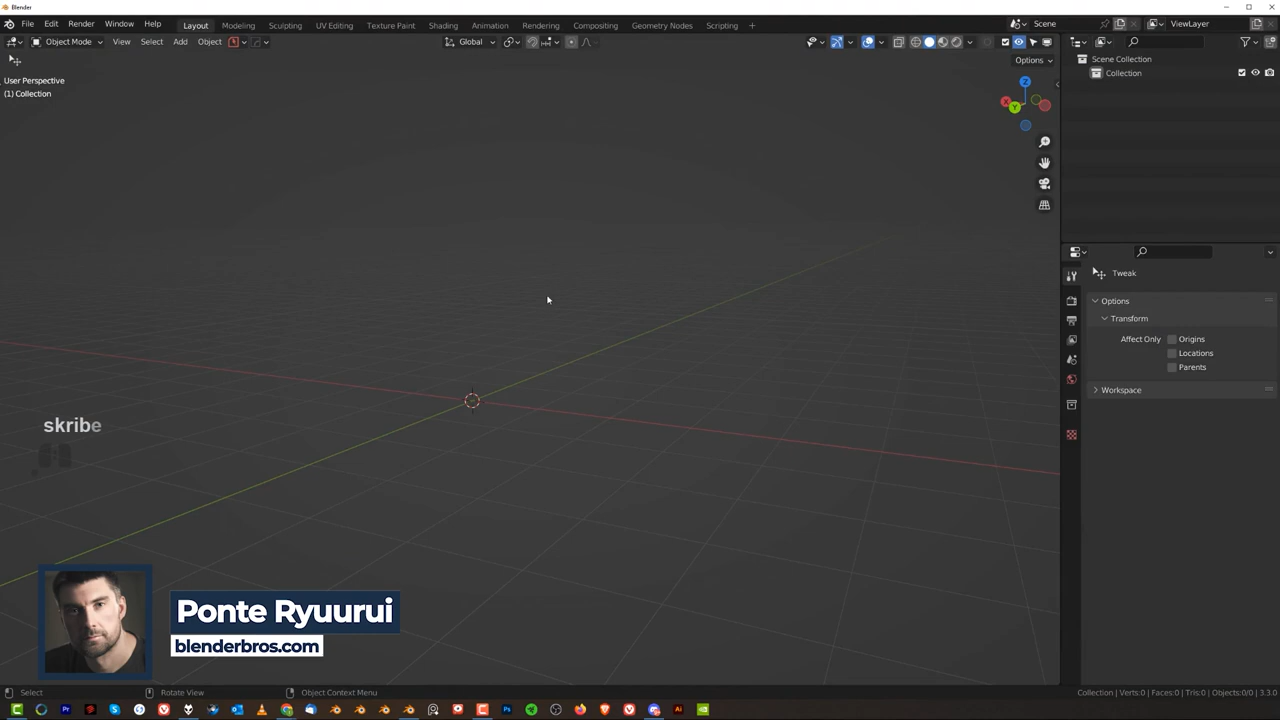 Blender
File Edit Render Window Help Layout Modeling Sculpting UV Editing Texture Paint Shading Animation Rendering Compositing Geometry Nodes Scripting + Scene ViewLayer
Object Mode View Select Add Object Global
Options
User Perspective
(1) Collection
Z
X
Y
Scene Collection
Collection
Tweak
Options
Transform
Affect Only Origins
Locations
Parents
Workspace
skribe
Ponte Ryuurui
blenderbros.com
Select Rotate View Object Context Menu Collection | Verts:0 | Faces:0 | Tris:0 | Objects:0/0 | 3.3.0
Pr S Ps Ai